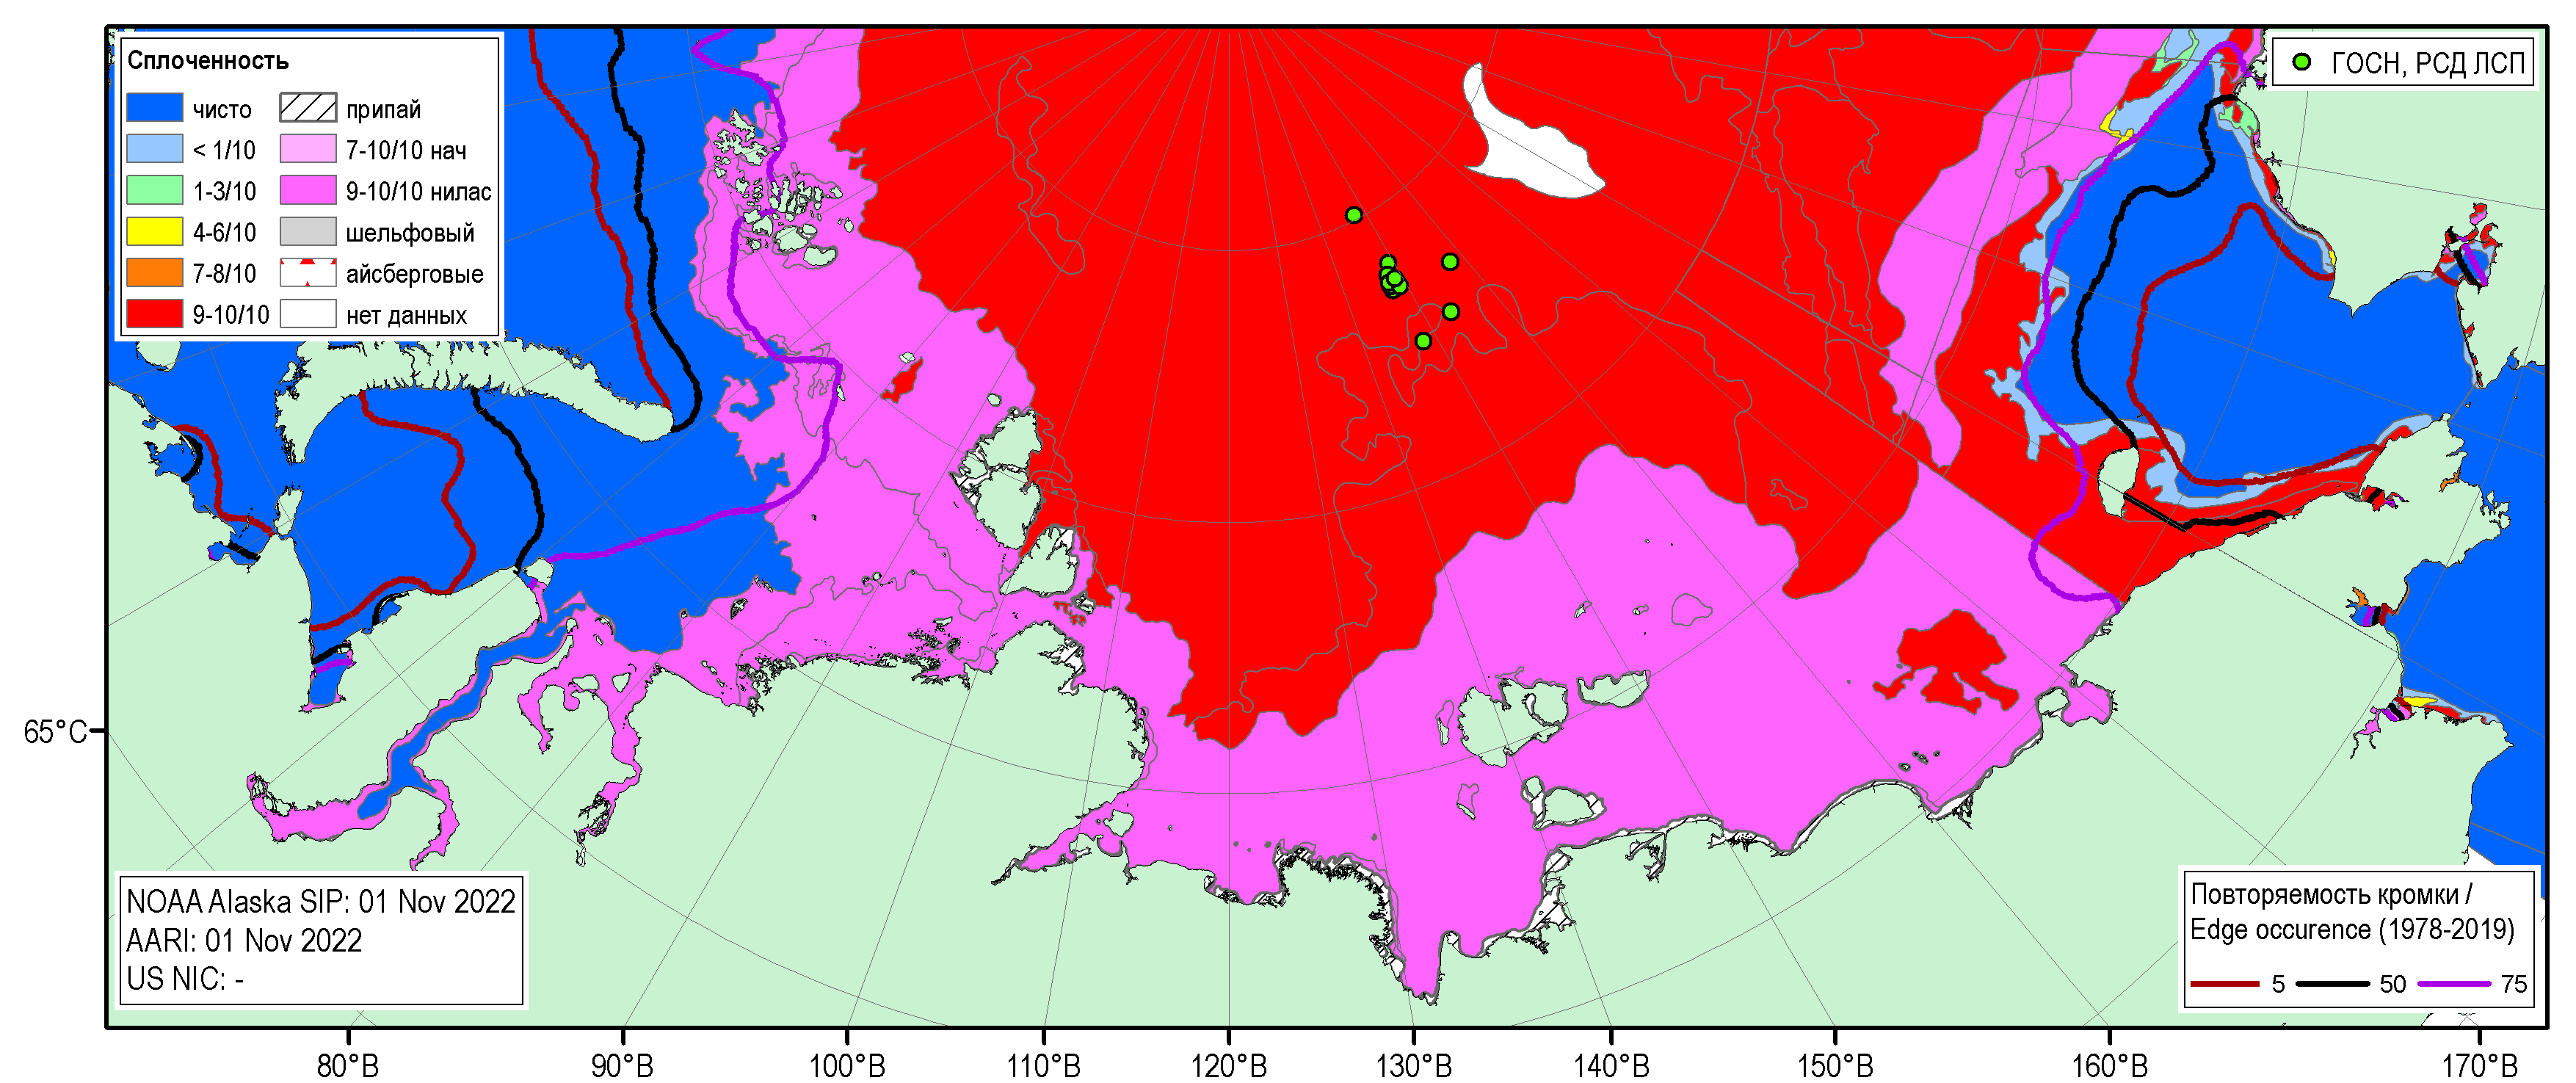 Сплоченность
чисто
< 1/10
1-3/10
4-6/10
7-8/10
9-10/10
припай
7-10/10 нач
9-10/10 нилас
шельфовый
айсберговые
нет данных
ГОСН, РСД ЛСП
65°С
NOAA Alaska SIP: 01 Nov 2022
AARI: 01 Nov 2022
US NIC: -
Повторяемость кромки /
Edge occurence (1978-2019)
5 50 75
80°В 90°В 100°В 110°В 120°В 130°В 140°В 150°В 160°В 170°В